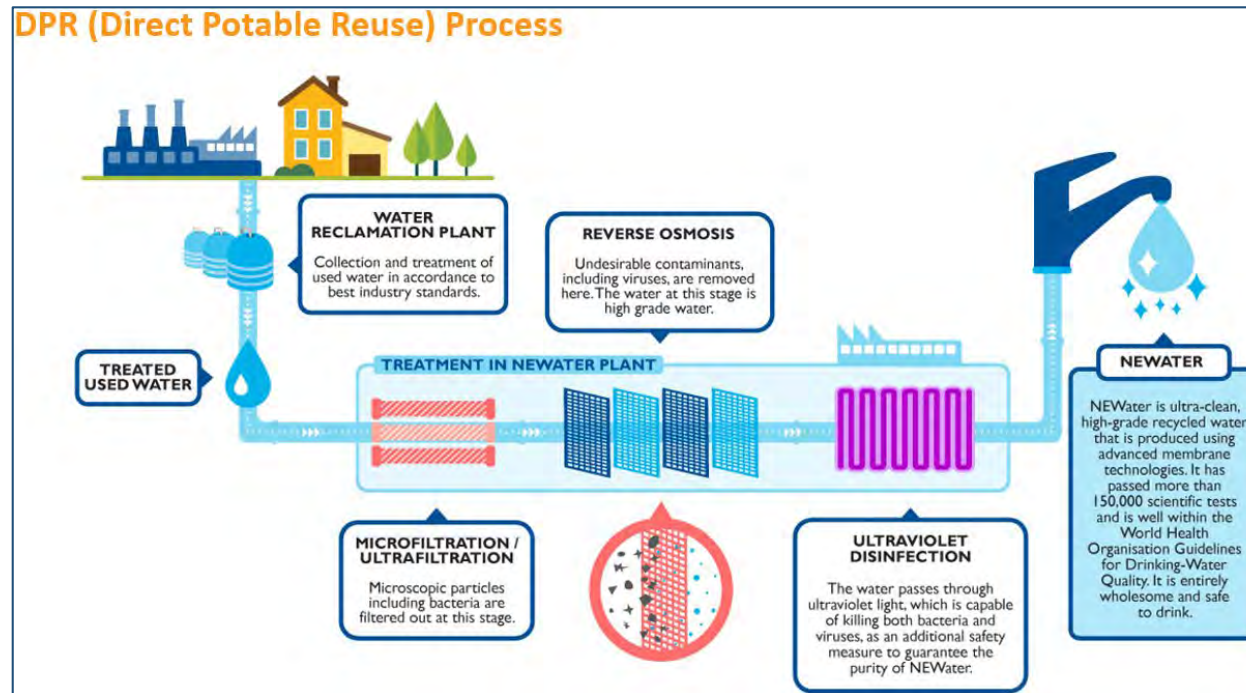 DPR (Direct Potable Reuse) Process
WATER
RECLAMATION PLANT
Collection and treatment of
used water in accordance to
best industry standards.
REVERSE OSMOSIS
Undesirable contaminants,
including viruses, are removed
here. The water at this stage is
high grade water.
TREATED
USED WATER
TREATMENT IN NEWATER PLANT
MICROFILTRATION /
ULTRAFILTRATION
Microscopic particles
including bacteria are
filtered out at this stage.
ULTRAVIOLET
DISINFECTION
The water passes through
ultraviolet light, which is capable
of killing both bacteria and
viruses, as an additional safety
measure to guarantee the
purity of NEWater.
NEWATER
NEWater is ultra-clean,
high-grade recycled water
that is produced using
advanced membrane
technologies. It has
passed more than
150,000 scientific tests
and is well within the
World Health
Organisation Guidelines
for Drinking-Water
Quality. It is entirely
wholesome and safe
to drink.